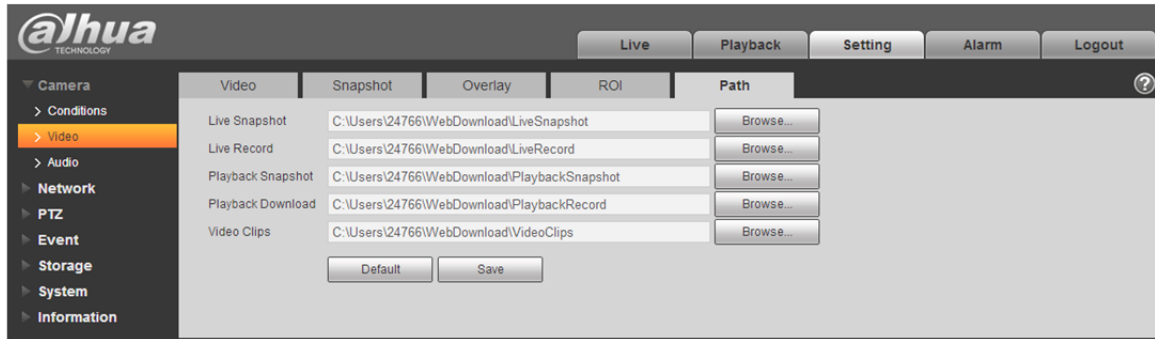 alhua
TECHNOLOGY
Live Playback Setting Alarm Logout
Camera
> Conditions
> Video
> Audio
Network
PTZ
Event
Storage
System
Information
Video Snapshot Overlay ROI Path
?
Live Snapshot C:\Users\24766\WebDownload\LiveSnapshot Browse...
Live Record C:\Users\24766\WebDownload\LiveRecord Browse...
Playback Snapshot C:\Users\24766\WebDownload\PlaybackSnapshot Browse...
Playback Download C:\Users\24766\WebDownload\PlaybackRecord Browse...
Video Clips C:\Users\24766\WebDownload\VideoClips Browse...
Default Save